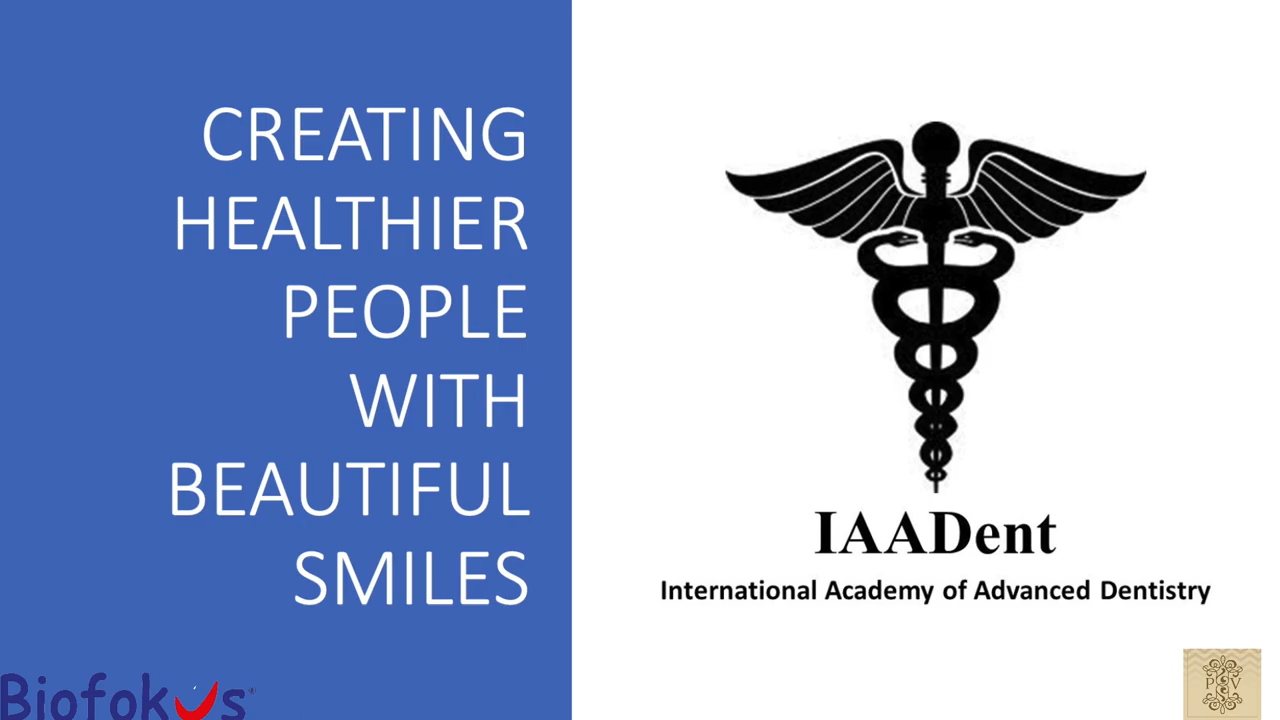 CREATING
HEALTHIER
PEOPLE
WITH
BEAUTIFUL
SMILES
IAADent
International Academy of Advanced Dentistry
Biofokus®
P S V